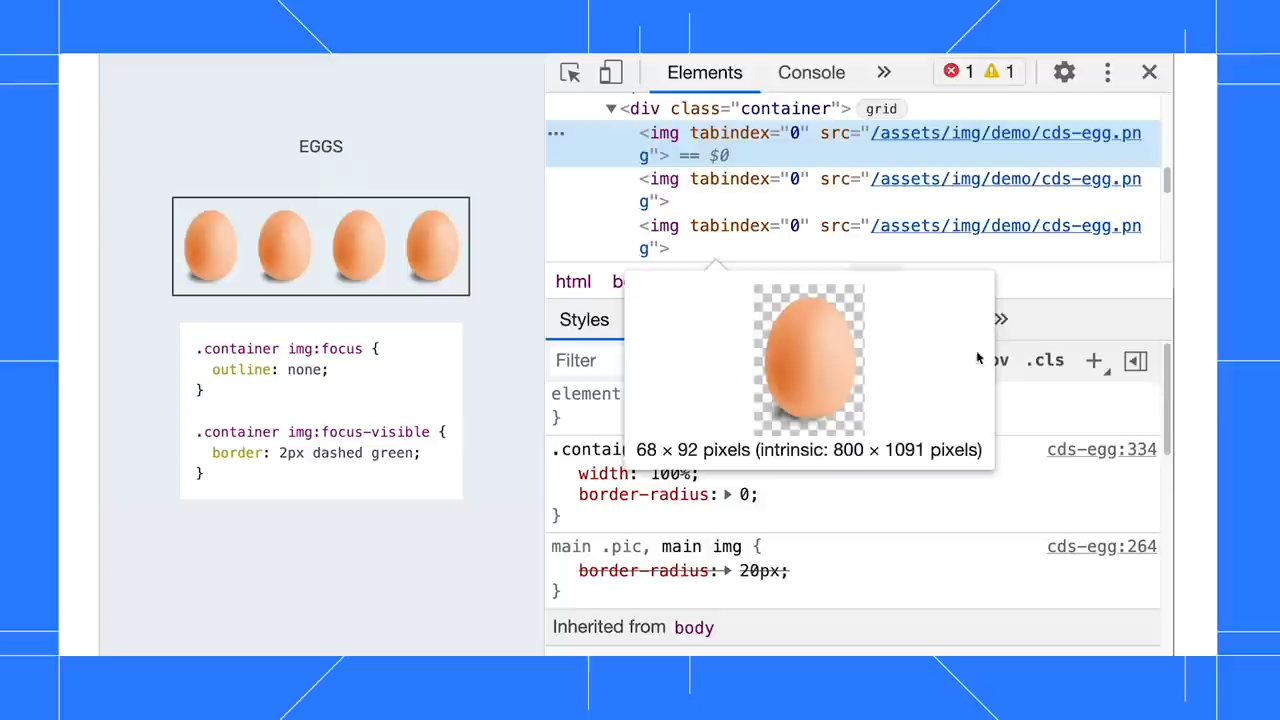 EGGS
.container img:focus {
outline: none;
}
.container img:focus-visible {
border: 2px dashed green;
}
Elements Console » 1 1
▼<div class="container"> grid
··· <img tabindex="0" src="/assets/img/demo/cds-egg.pn
g"> == $0
<img tabindex="0" src="/assets/img/demo/cds-egg.pn
g">
<img tabindex="0" src="/assets/img/demo/cds-egg.pn
g">
html
Styles »
Filter .cls +
element
}
68 × 92 pixels (intrinsic: 800 × 1091 pixels)
cds-egg:334
width: 100%;
border-radius: ▶ 0;
}
main .pic, main img { cds-egg:264
border-radius: ▶ 20px;
}
Inherited from body